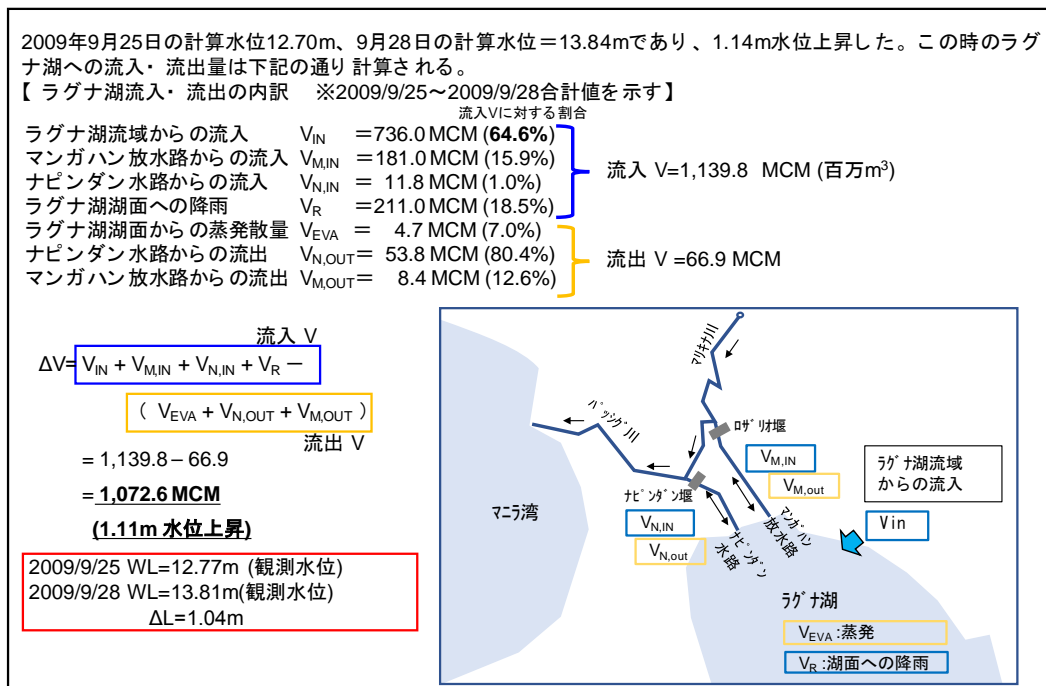 2009年9月25日の計算水位12.70m、9月28日の計算水位＝13.84mであり、1.14m水位上昇した。この時のラグ
ナ湖への流入・流出量は下記の通り計算される。
【ラグナ湖流入・流出の内訳　※2009/9/25～2009/9/28合計値を示す】
流入Vに対する割合
ラグナ湖流域からの流入 VIN ＝736.0 MCM (64.6%)
マンガハン放水路からの流入 VM,IN ＝181.0 MCM (15.9%)
ナピンダン水路からの流入 VN,IN ＝ 11.8 MCM (1.0%)
ラグナ湖湖面への降雨 VR ＝211.0 MCM (18.5%)
流入 V=1,139.8 MCM (百万m³)
ラグナ湖湖面からの蒸発散量 VEVA ＝ 4.7 MCM (7.0%)
ナピンダン水路からの流出 VN,OUT＝ 53.8 MCM (80.4%)
マンガハン放水路からの流出 VM,OUT＝ 8.4 MCM (12.6%)
流出 V =66.9 MCM
流入 V
ΔV= VIN + VM,IN + VN,IN + VR －
（ VEVA + VN,OUT + VM,OUT ）
流出 V
= 1,139.8 – 66.9
= 1,072.6 MCM
(1.11m 水位上昇)
2009/9/25 WL=12.77m (観測水位)
2009/9/28 WL=13.81m(観測水位)
ΔL=1.04m
マリキナ川
パッシグ川
ロザリオ堰
VM,IN
VM,out
ラグナ湖流域
からの流入
Vin
ナピンダン堰
VN,IN
VN,out
マニラ湾
ナピンダン
水路
マンガハン
放水路
ラグナ湖
VEVA :蒸発
VR :湖面への降雨